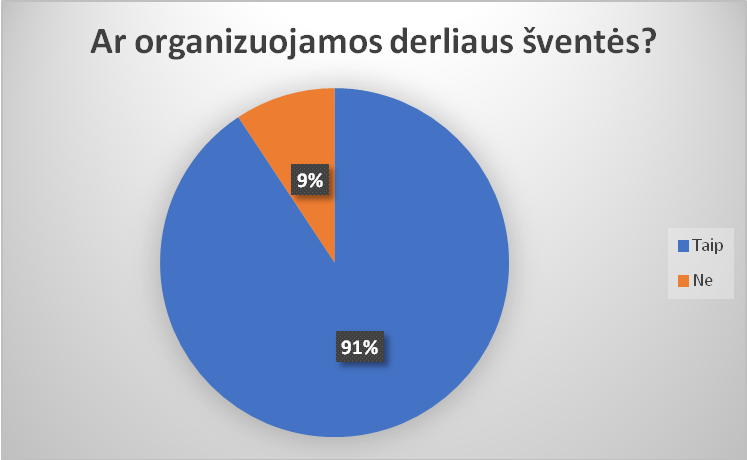 Ar organizuojamos derliaus šventės?
9%
Taip
Ne
91%